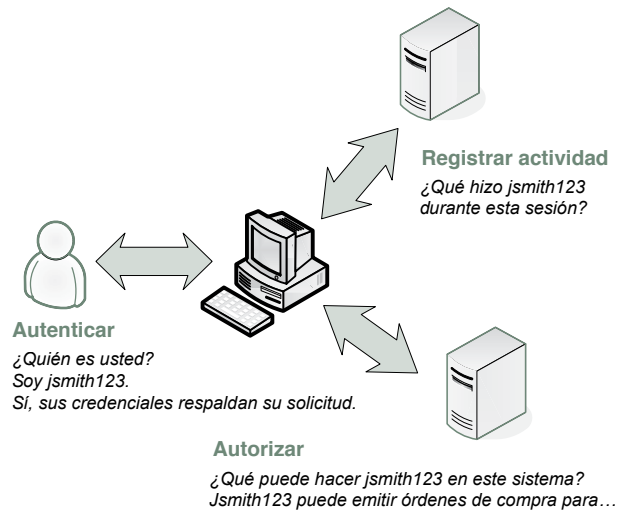 Registrar actividad
¿Qué hizo jsmith123
durante esta sesión?
Autenticar
¿Quién es usted?
Soy jsmith123.
Sí, sus credenciales respaldan su solicitud.
Autorizar
¿Qué puede hacer jsmith123 en este sistema?
Jsmith123 puede emitir órdenes de compra para…